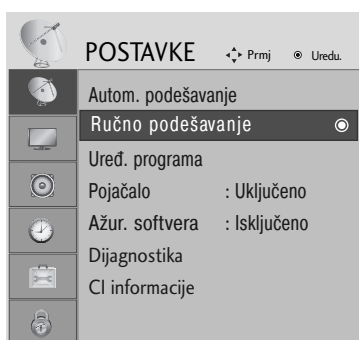 POSTAVKE Prmj Uredu.
Autom. podešavanje
Ručno podešavanje
Uređ. programa
Pojačalo : Uključeno
Ažur. softvera : Isključeno
Dijagnostika
CI informacije